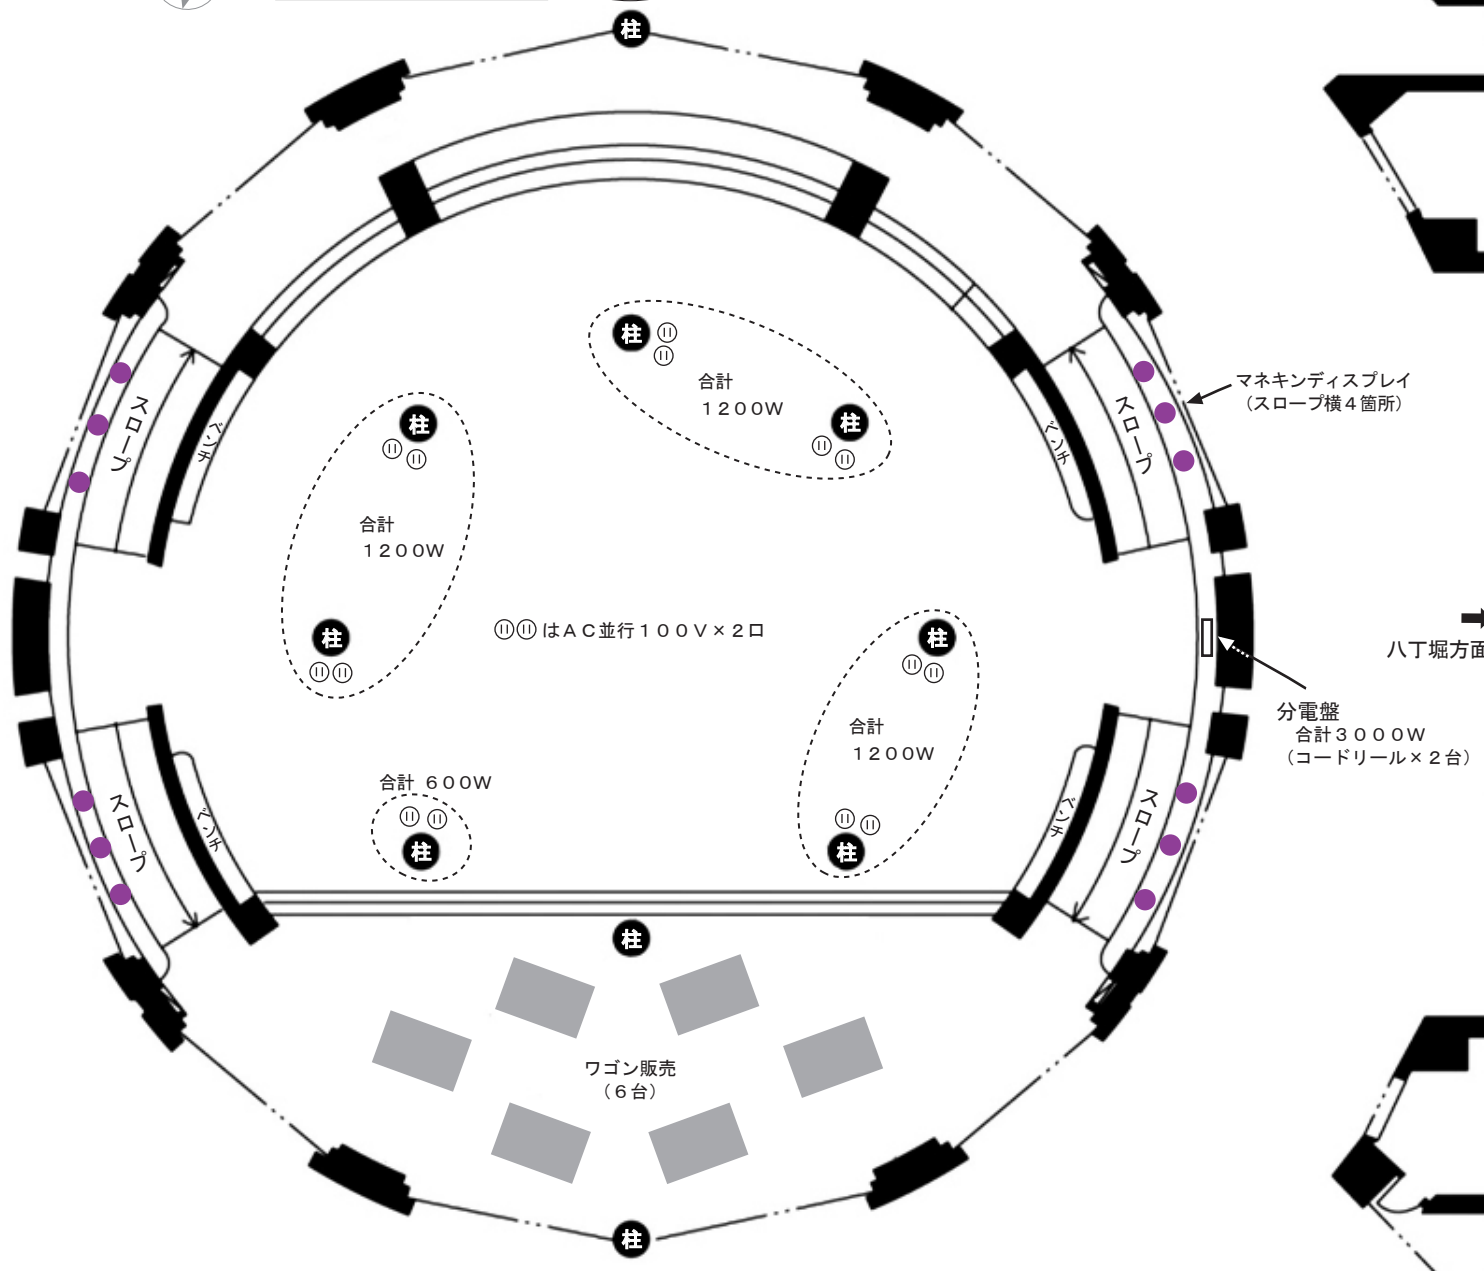 柱
柱
合計
１２００Ｗ
柱
柱
合計
１２００Ｗ
柱
ⅡⅡはＡＣ並行１００Ｖ×２口
柱
合計
１２００Ｗ
合計 ６００Ｗ
柱
柱
柱
スロープ
ベンチ
ベンチ
スロープ
マネキンディスプレイ
（スロープ横４箇所）
八丁堀方面
分電盤
合計３０００Ｗ
（コードリール×２台）
スロープ
ベンチ
ベンチ
スロープ
ワゴン販売
（６台）
柱